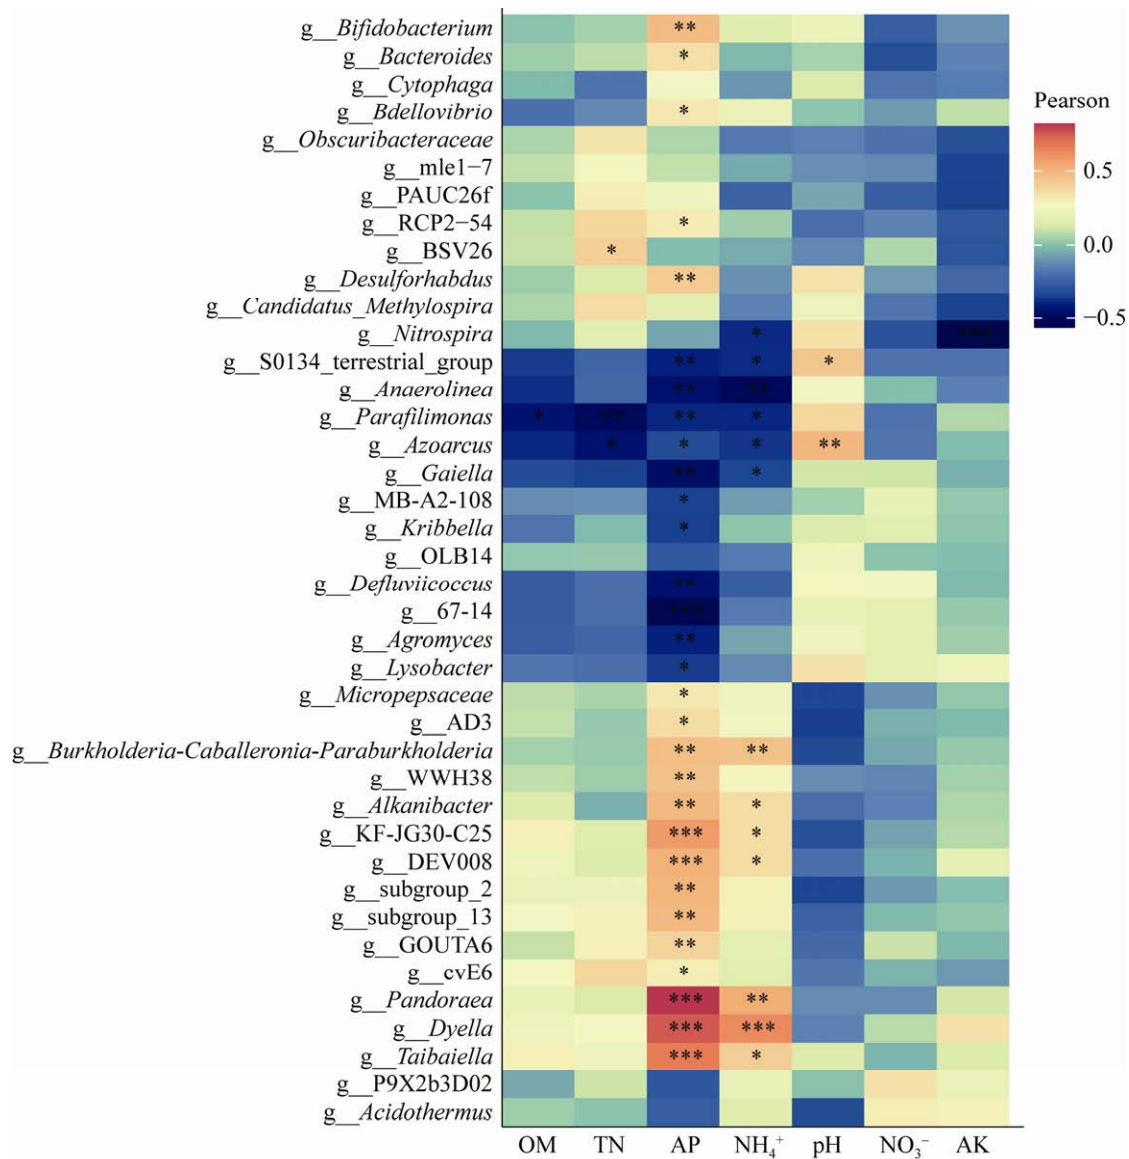 g__Bifidobacterium ** 
g__Bacteroides *
g__Cytophaga
g__Bdellovibrio *
g__Obscuribacteraceae
g__mle1−7
g__PAUC26f
g__RCP2−54 *
g__BSV26 *
g__Desulforhabdus **
g__Candidatus_Methylospira
g__Nitrospira * ***
g__S0134_terrestrial_group ** * *
g__Anaerolinea ** **
g__Parafilimonas * ** ** *
g__Azoarcus * * * **
g__Gaiella ** *
g__MB-A2-108 *
g__Kribbella *
g__OLB14
g__Defluviicoccus **
g__67-14 ***
g__Agromyces **
g__Lysobacter *
g__Micropepsaceae *
g__AD3 *
g__Burkholderia-Caballeronia-Paraburkholderia ** **
g__WWH38 **
g__Alkanibacter ** *
g__KF-JG30-C25 *** *
g__DEV008 *** *
g__subgroup_2 **
g__subgroup_13 **
g__GOUTA6 **
g__cvE6 *
g__Pandoraea *** **
g__Dyella *** ***
g__Taibaiella *** *
g__P9X2b3D02
g__Acidothermus
OM TN AP NH₄⁺ pH NO₃⁻ AK
Pearson
0.5
0.0
−0.5